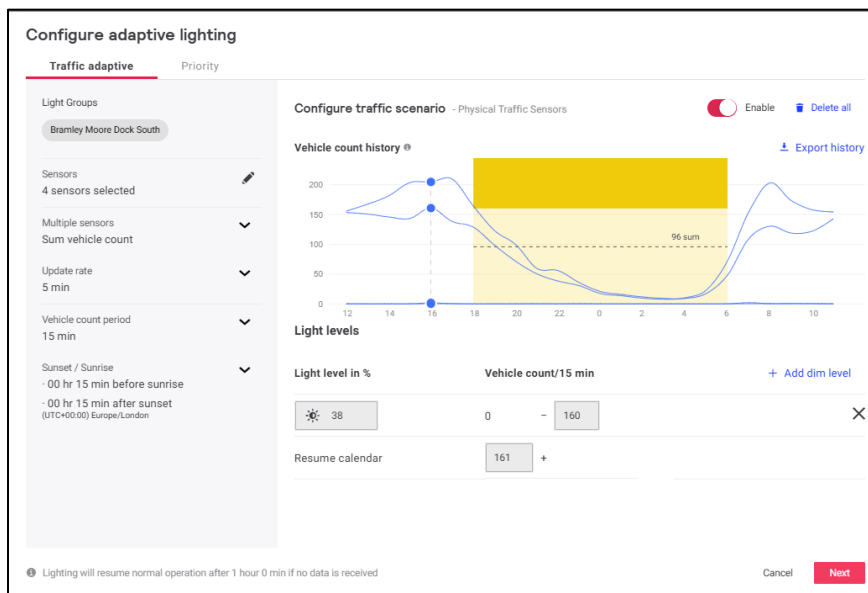 Configure adaptive lighting
Traffic adaptive
Priority
Light Groups
Bramley Moore Dock South
Sensors
4 sensors selected
Multiple sensors
Sum vehicle count
Update rate
5 min
Vehicle count period
15 min
Sunset / Sunrise
· 00 hr 15 min before sunrise
· 00 hr 15 min after sunset
(UTC+00:00) Europe/London
Configure traffic scenario - Physical Traffic Sensors
Enable
Delete all
Vehicle count history
Export history
200
150
100
50
0
96 sum
12 14 16 18 20 22 0 2 4 6 8 10
Light levels
Light level in % Vehicle count/15 min + Add dim level
38 0 - 160
Resume calendar 161 +
Lighting will resume normal operation after 1 hour 0 min if no data is received
Cancel
Next